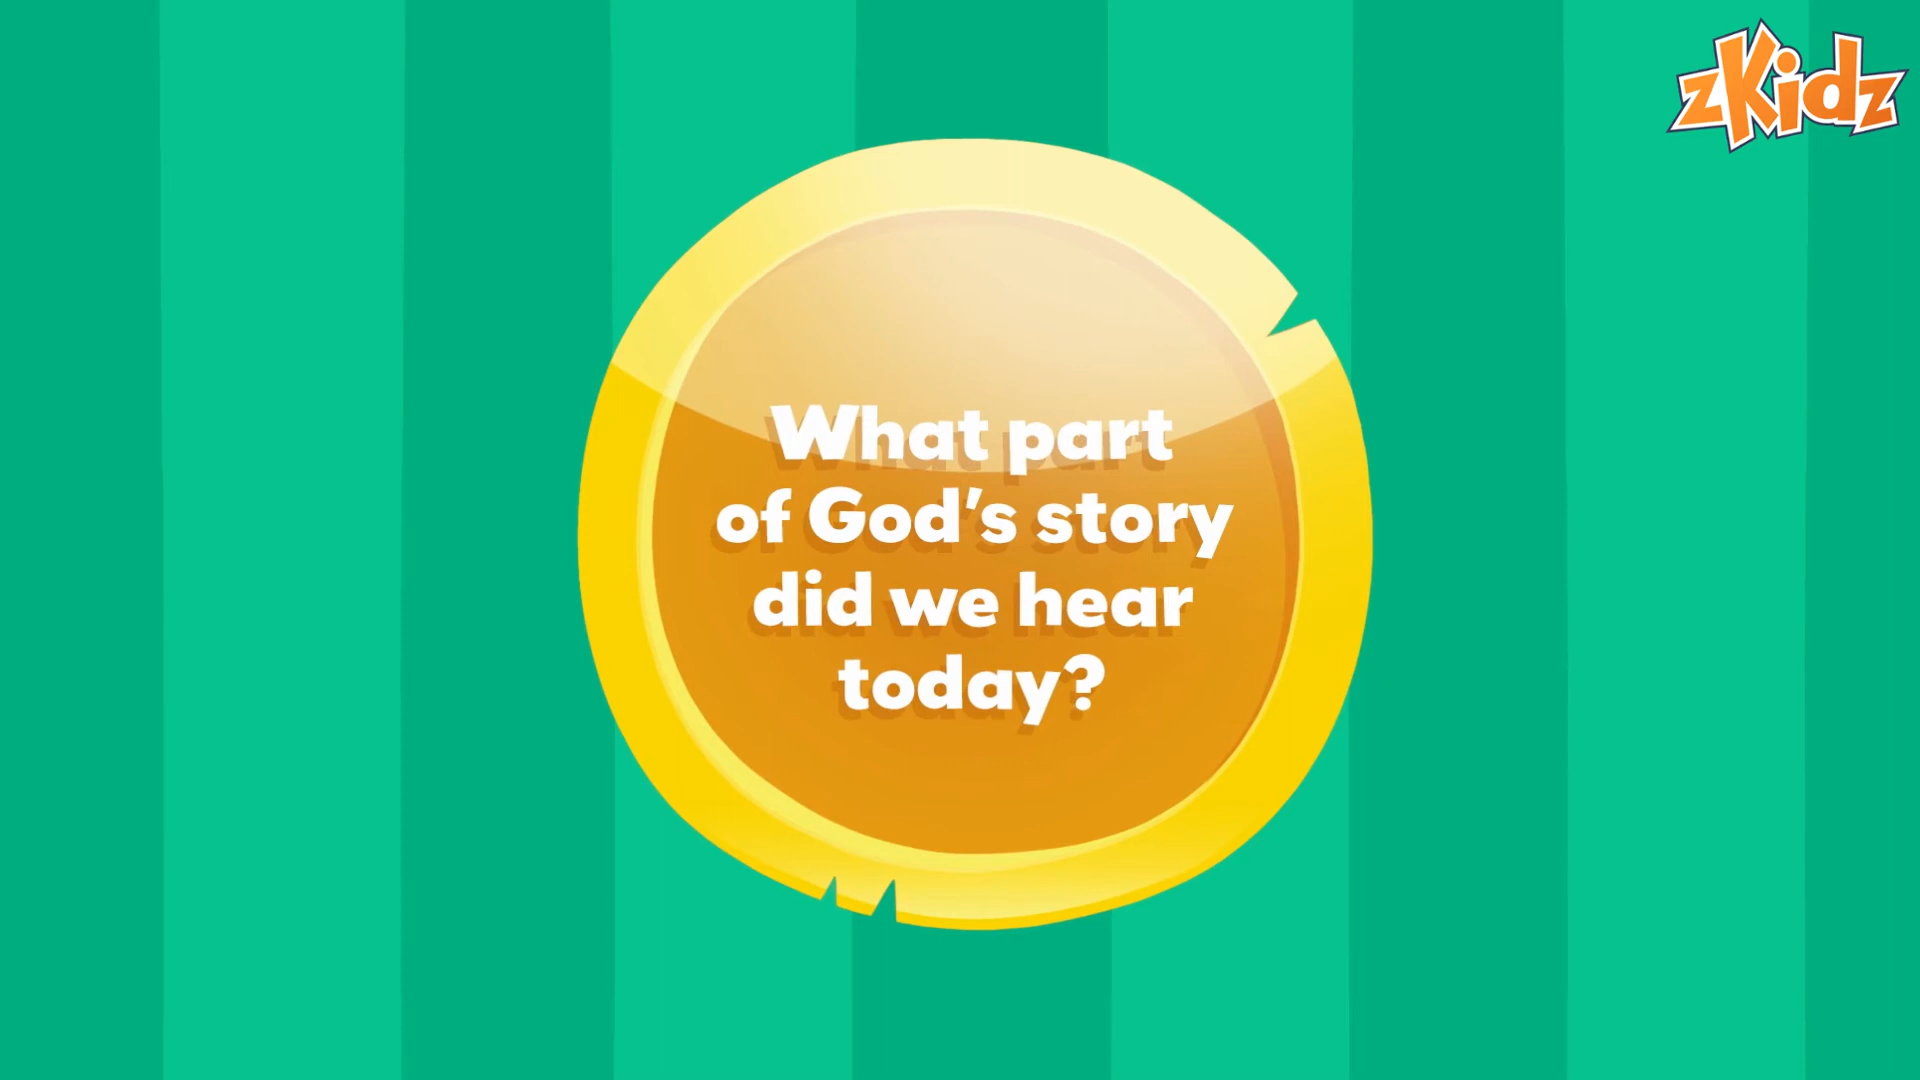 zKidz
What part
of God's story
did we hear
today?